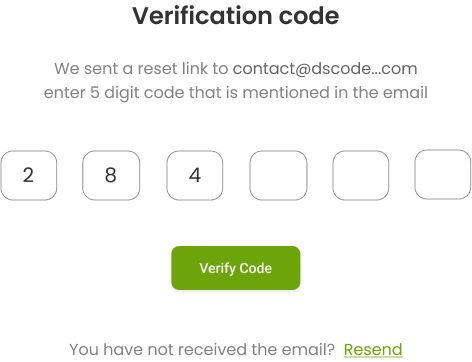 Verification code
We sent a reset link to contact@dscode...com
enter 5 digit code that is mentioned in the email
2 8 4
Verify Code
You have not received the email? Resend